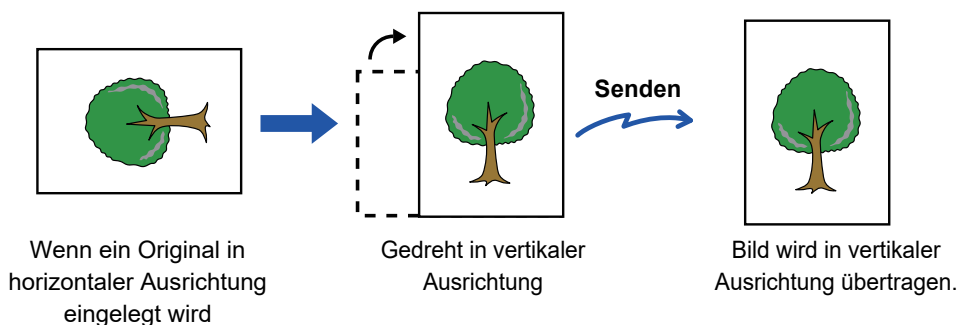 Senden
Wenn ein Original in
horizontaler Ausrichtung
eingelegt wird
Gedreht in vertikaler
Ausrichtung
Bild wird in vertikaler
Ausrichtung übertragen.